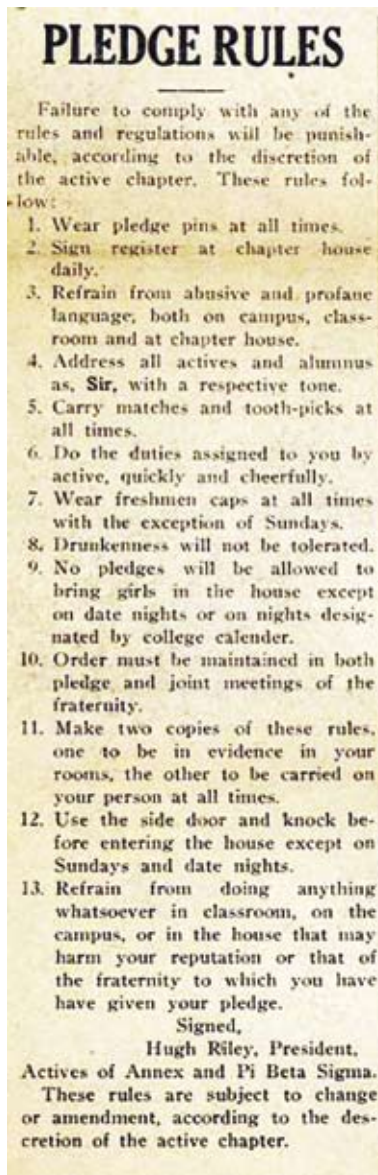 PLEDGE RULES
Failure to comply with any of the
rules and regulations will be punish-
able, according to the discretion of
the active chapter. These rules fol-
low:
1. Wear pledge pins at all times.
2. Sign register at chapter house
daily.
3. Refrain from abusive and profane
language, both on campus, class-
room and at chapter house.
4. Address all actives and alumnus
as, Sir, with a respective tone.
5. Carry matches and tooth-picks at
all times.
6. Do the duties assigned to you by
active, quickly and cheerfully.
7. Wear freshmen caps at all times
with the exception of Sundays.
8. Drunkenness will not be tolerated.
9. No pledges will be allowed to
bring girls in the house except
on date nights or on nights desig-
nated by college calender.
10. Order must be maintained in both
pledge and joint meetings of the
fraternity.
11. Make two copies of these rules,
one to be in evidence in your
rooms, the other to be carried on
your person at all times.
12. Use the side door and knock be-
fore entering the house except on
Sundays and date nights.
13. Refrain from doing anything
whatsoever in classroom, on the
campus, or in the house that may
harm your reputation or that of
the fraternity to which you have
have given your pledge.
Signed,
Hugh Riley, President,
Actives of Annex and Pi Beta Sigma.
These rules are subject to change
or amendment, according to the des-
cretion of the active chapter.